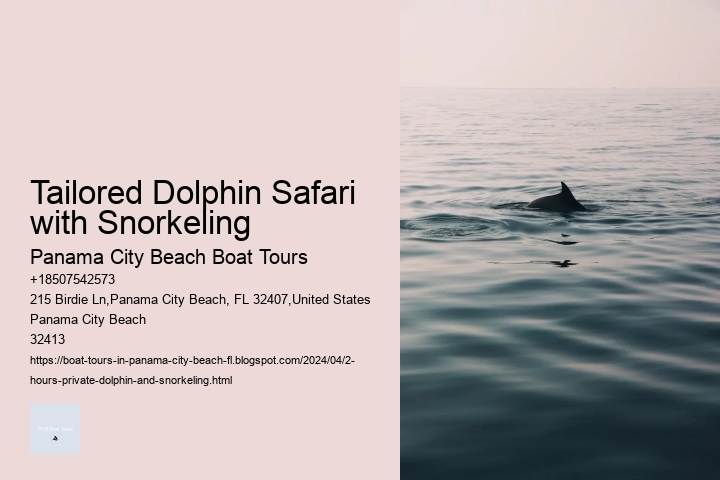 Tailored Dolphin Safari
with Snorkeling
Panama City Beach Boat Tours
+18507542573
215 Birdie Ln,Panama City Beach, FL 32407,United States
Panama City Beach
32413
https://boat-tours-in-panama-city-beach-fl.blogspot.com/2024/04/2-
hours-private-dolphin-and-snorkeling.html